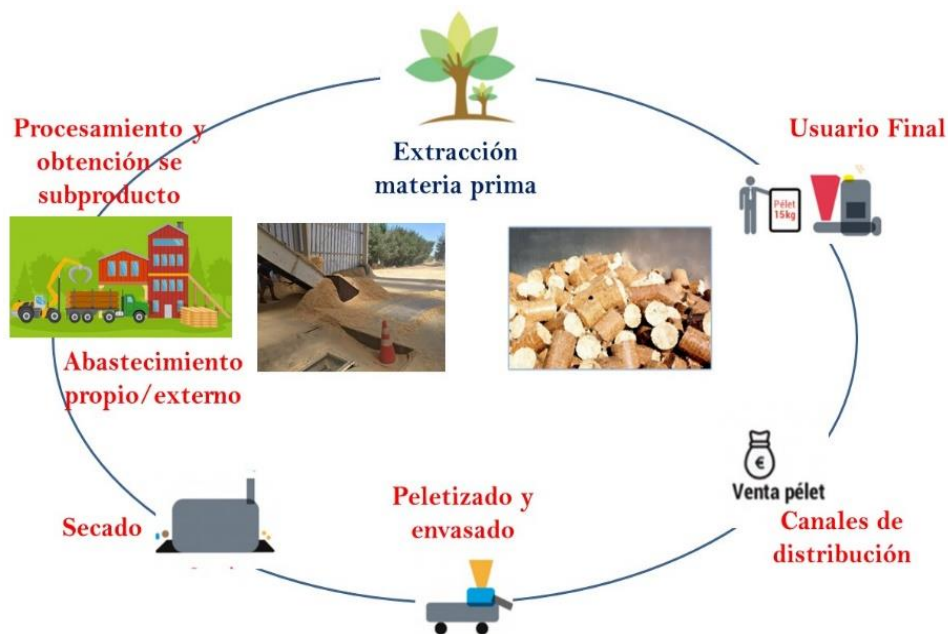 Extracción
materia prima
Procesamiento y
obtención se
subproducto
Abastecimiento
propio/externo
Secado
Peletizado y
envasado
€
Venta pélet
Canales de
distribución
Usuario Final
Pélet
15kg